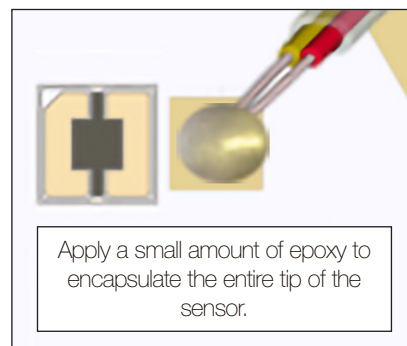 Apply a small amount of epoxy to
encapsulate the entire tip of the
sensor.